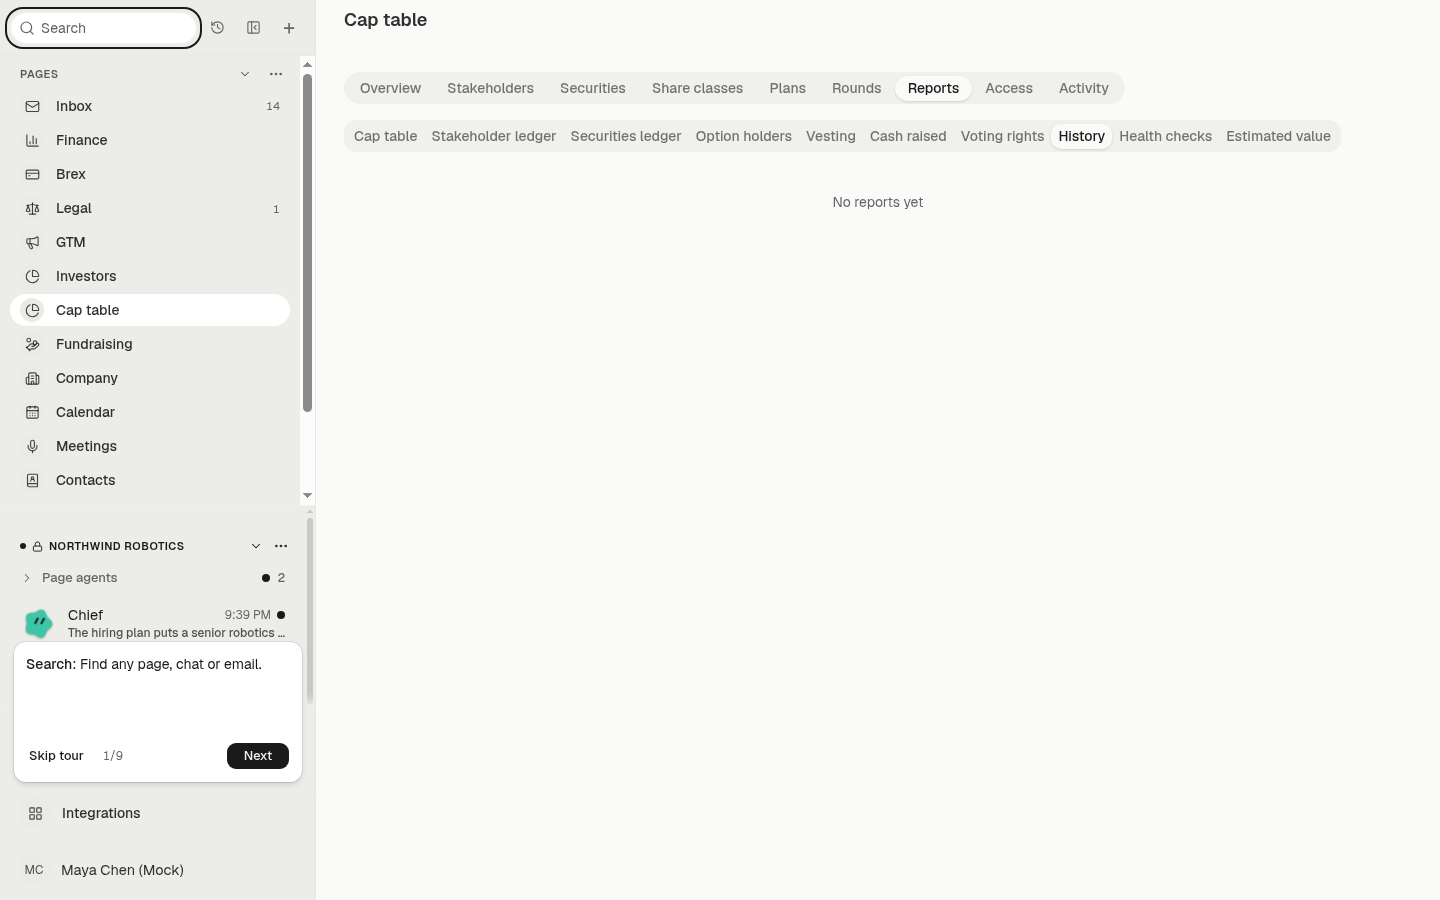 Search
PAGES
Inbox 14
Finance
Brex
Legal 1
GTM
Investors
Cap table
Fundraising
Company
Calendar
Meetings
Contacts
NORTHWIND ROBOTICS
Page agents 2
Chief 9:39 PM
The hiring plan puts a senior robotics ...
Search: Find any page, chat or email.
Skip tour 1/9 Next
Integrations
MC Maya Chen (Mock)
Cap table
Overview Stakeholders Securities Share classes Plans Rounds Reports Access Activity
Cap table Stakeholder ledger Securities ledger Option holders Vesting Cash raised Voting rights History Health checks Estimated value
No reports yet